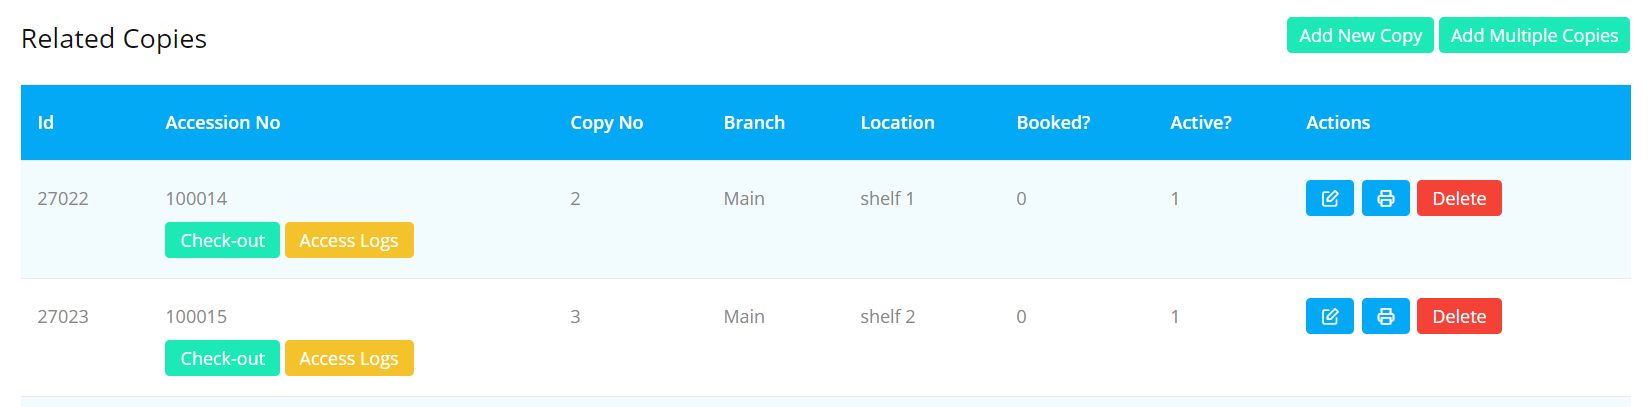 Related Copies
Add New Copy Add Multiple Copies
Id Accession No Copy No Branch Location Booked? Active? Actions
27022 100014 2 Main shelf 1 0 1 Delete
Check-out Access Logs
27023 100015 3 Main shelf 2 0 1 Delete
Check-out Access Logs